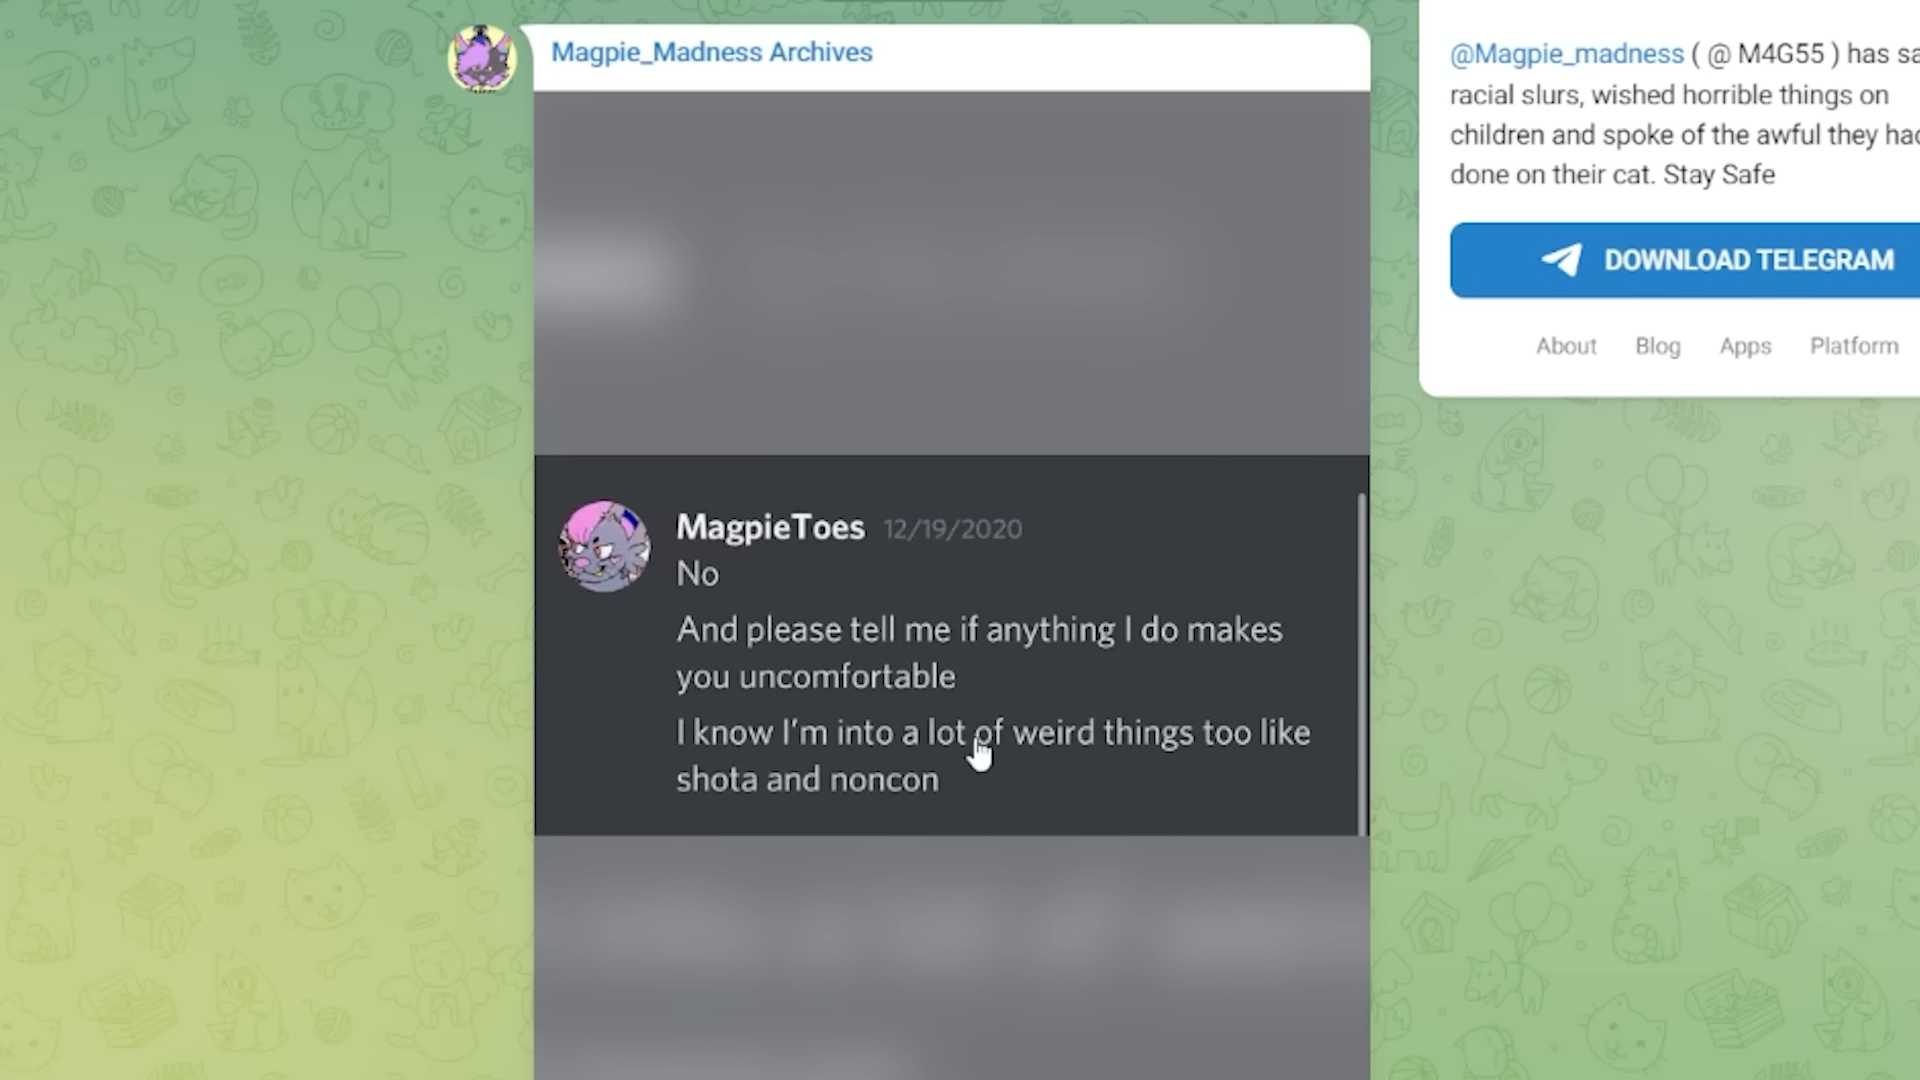 Magpie_Madness Archives
MagpieToes 12/19/2020
No
And please tell me if anything I do makes
you uncomfortable
I know I'm into a lot of weird things too like
shota and noncon
@Magpie_madness ( @ M4G55 ) has
racial slurs, wished horrible things on
children and spoke of the awful they
done on their cat. Stay Safe
DOWNLOAD TELEGRAM
About Blog Apps Platform